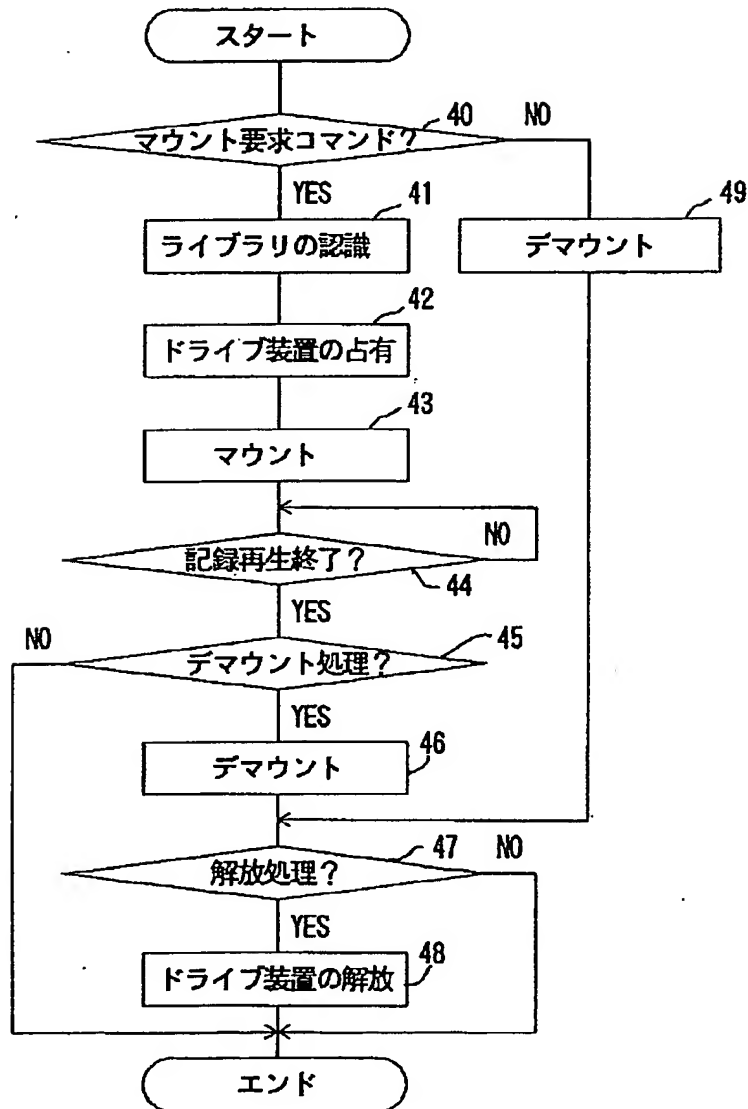 スタート
マウント要求コマンド?
40
NO
YES
41
ライブラリの認識
49
デマウント
42
ドライブ装置の占有
43
マウント
NO
記録再生終了?
44
YES
NO
45
デマウント処理?
YES
46
デマウント
47
NO
解放処理?
YES
48
ドライブ装置の解放
エンド